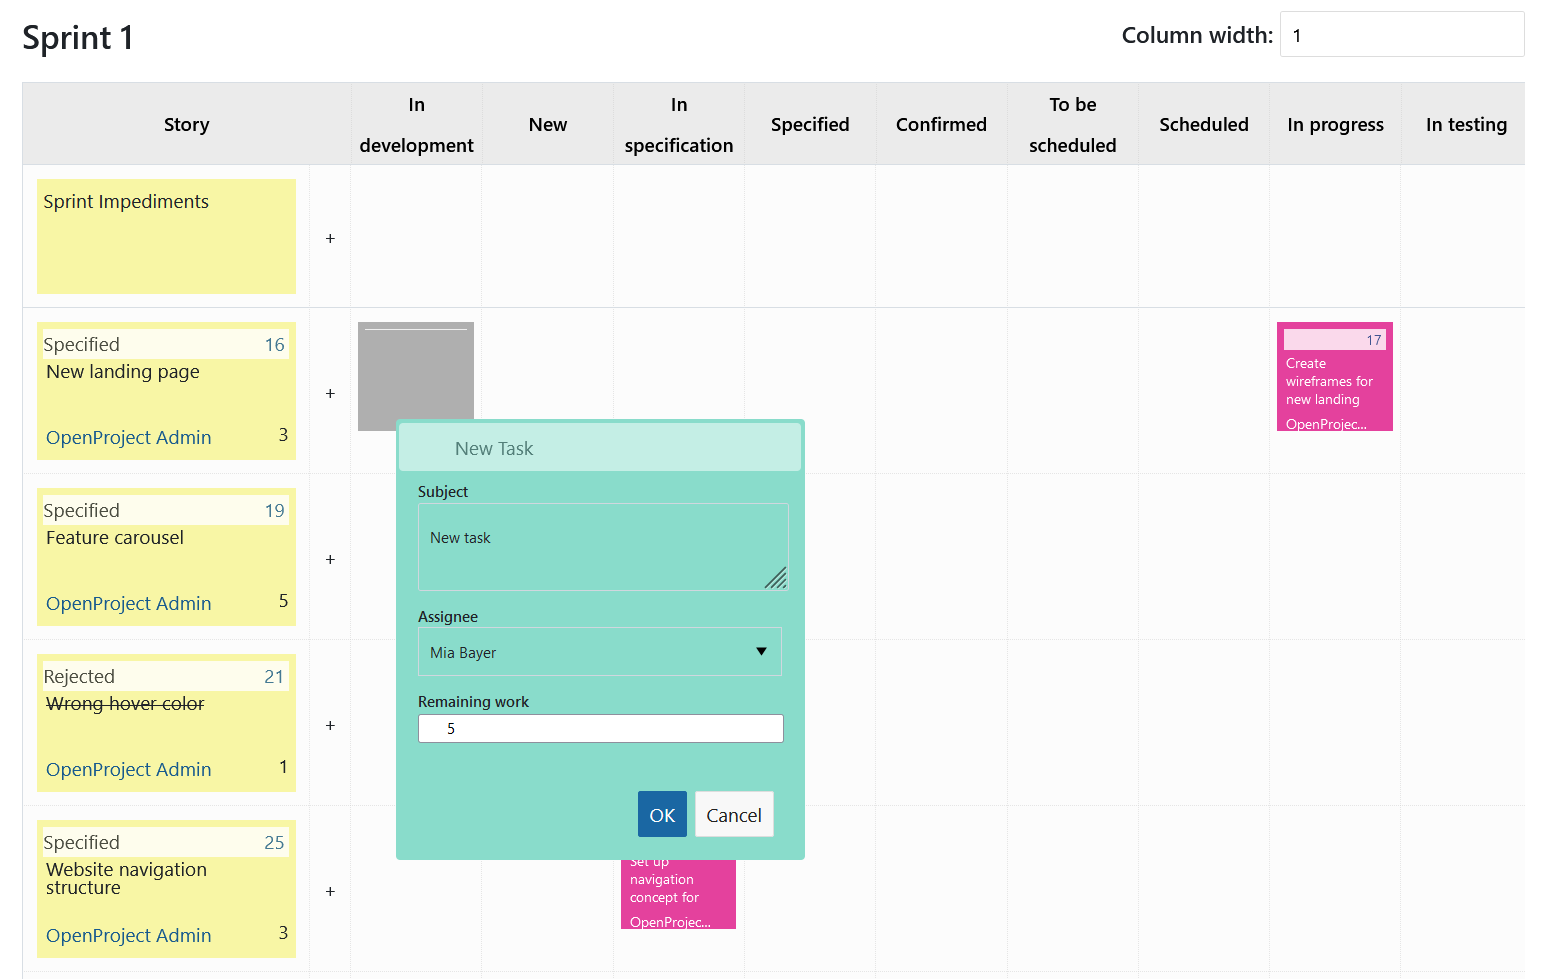 Sprint 1
Column width:
1
Story
In development
New
In specification
Specified
Confirmed
To be scheduled
Scheduled
In progress
In testing
Sprint Impediments
+
Specified
16
New landing page
OpenProject Admin
3
+
17
Create
wireframes for
new landing
OpenProjec...
Specified
19
Feature carousel
OpenProject Admin
5
+
Rejected
21
Wrong hover color
OpenProject Admin
1
+
Specified
25
Website navigation
structure
OpenProject Admin
3
+
Set up
navigation
concept for
OpenProjec...
New Task
Subject
New task
Assignee
Mia Bayer
Remaining work
5
OK
Cancel